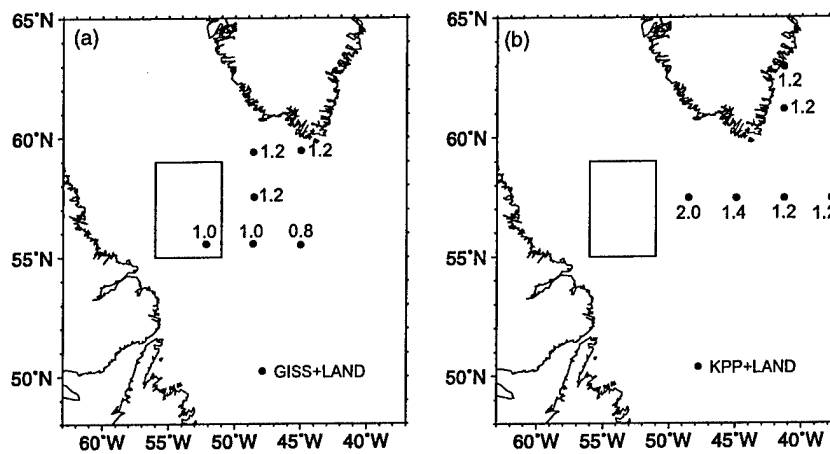 65°N (a)
60°N
55°N
50°N
1.2 1.2
1.2
1.0 1.0 0.8
GISS+LAND
60°W 55°W 50°W 45°W 40°W
65°N (b)
60°N
55°N
50°N
1.2
1.2
2.0 1.4 1.2 1.2
KPP+LAND
60°W 55°W 50°W 45°W 40°W